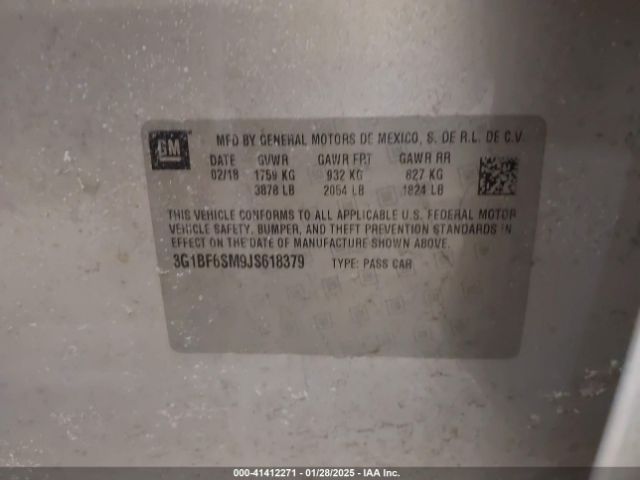 GM
MFD BY GENERAL MOTORS DE MEXICO, S. DE R.L. DE C.V.
DATE GVWR GAWR FRT GAWR RR
02/18 1759 KG 932 KG 827 KG
3878 LB 2054 LB 1824 LB
THIS VEHICLE CONFORMS TO ALL APPLICABLE U.S. FEDERAL MOTOR
VEHICLE SAFETY, BUMPER, AND THEFT PREVENTION STANDARDS IN
EFFECT ON THE DATE OF MANUFACTURE SHOWN ABOVE.
3G1BF6SM9JS618379 TYPE: PASS CAR
000-41412271 | 01/28/2025 - IAA Inc.